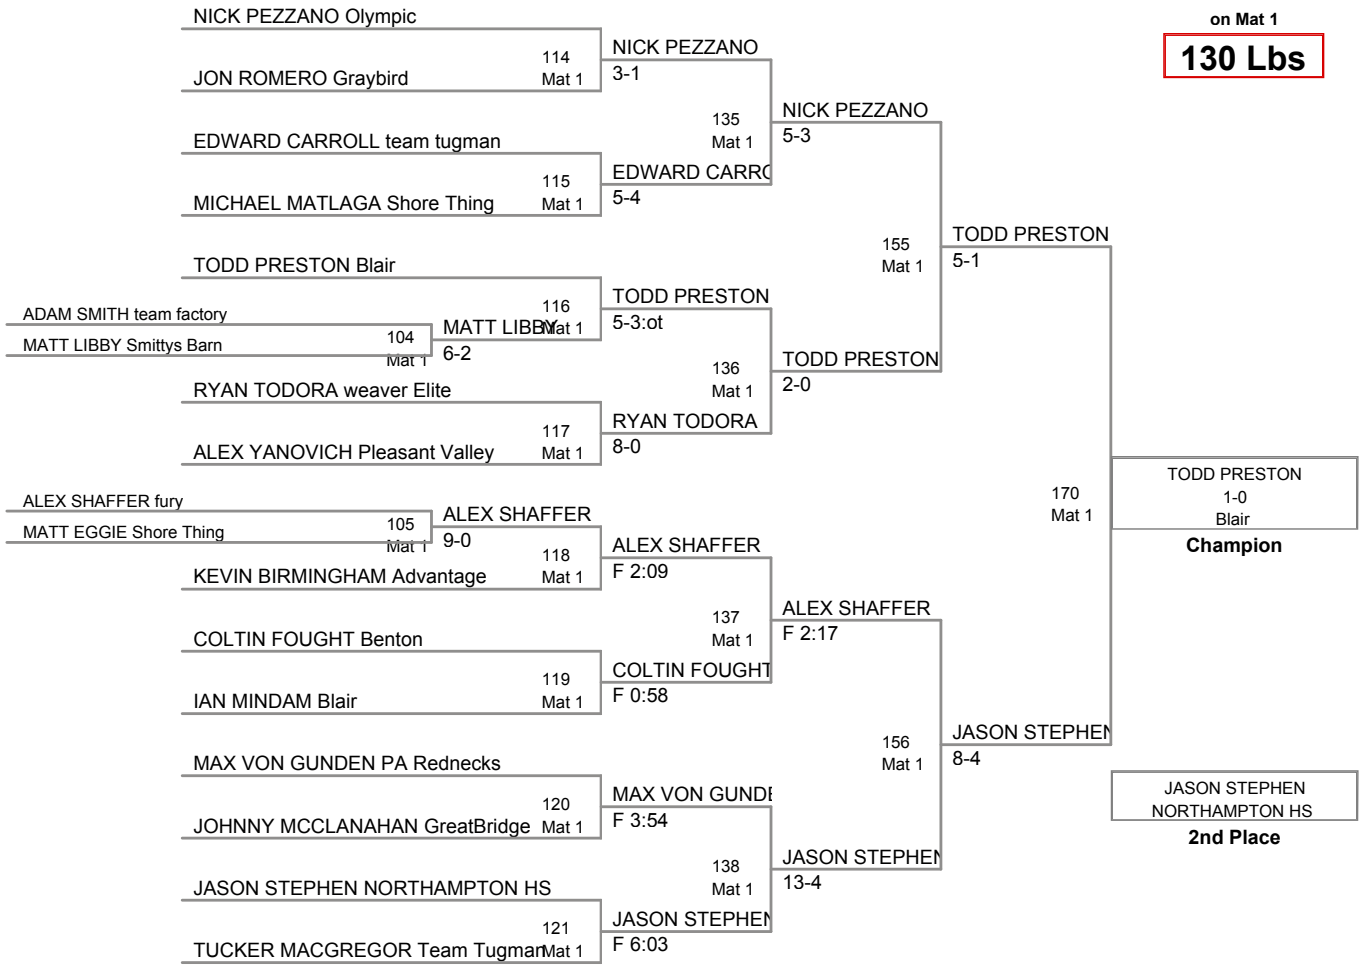 NICK PEZZANO Olympic
on Mat 1
130 Lbs
114
Mat 1
NICK PEZZANO
3-1
JON ROMERO Graybird
135
Mat 1
NICK PEZZANO
5-3
EDWARD CARROLL team tugman
115
Mat 1
EDWARD CARRO
5-4
MICHAEL MATLAGA Shore Thing
155
Mat 1
TODD PRESTON
5-1
TODD PRESTON Blair
116
Mat 1
TODD PRESTON
5-3:ot
ADAM SMITH team factory
104
Mat 1
MATT LIBBY
6-2
MATT LIBBY Smittys Barn
136
Mat 1
TODD PRESTON
2-0
RYAN TODORA weaver Elite
117
Mat 1
RYAN TODORA
8-0
ALEX YANOVICH Pleasant Valley
170
Mat 1
TODD PRESTON
1-0
Blair
Champion
ALEX SHAFFER fury
105
Mat 1
ALEX SHAFFER
9-0
MATT EGGIE Shore Thing
118
Mat 1
ALEX SHAFFER
F 2:09
KEVIN BIRMINGHAM Advantage
137
Mat 1
ALEX SHAFFER
F 2:17
COLTIN FOUGHT Benton
119
Mat 1
COLTIN FOUGHT
F 0:58
IAN MINDAM Blair
156
Mat 1
JASON STEPHEN
8-4
MAX VON GUNDEN PA Rednecks
120
Mat 1
MAX VON GUNDE
F 3:54
JOHNNY MCCLANAHAN GreatBridge
JASON STEPHEN
NORTHAMPTON HS
2nd Place
138
Mat 1
JASON STEPHEN
13-4
JASON STEPHEN NORTHAMPTON HS
121
Mat 1
JASON STEPHEN
F 6:03
TUCKER MACGREGOR Team Tugman